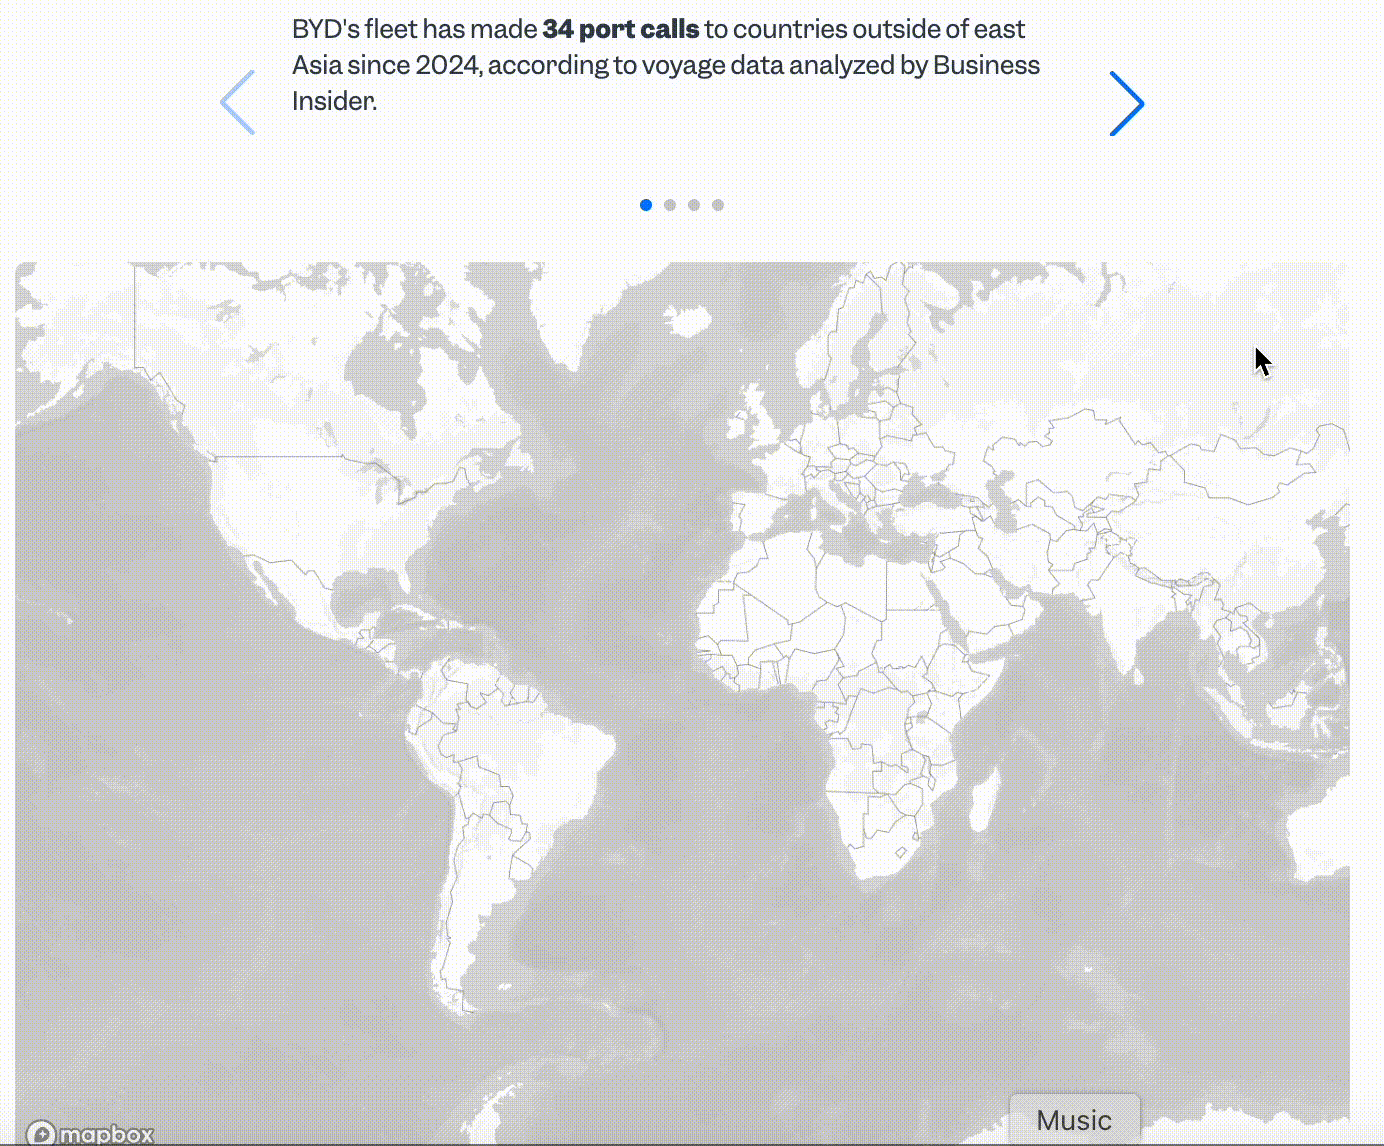 BYD's fleet has made 34 port calls to countries outside of east
Asia since 2024, according to voyage data analyzed by Business
Insider.
mapbox
Music